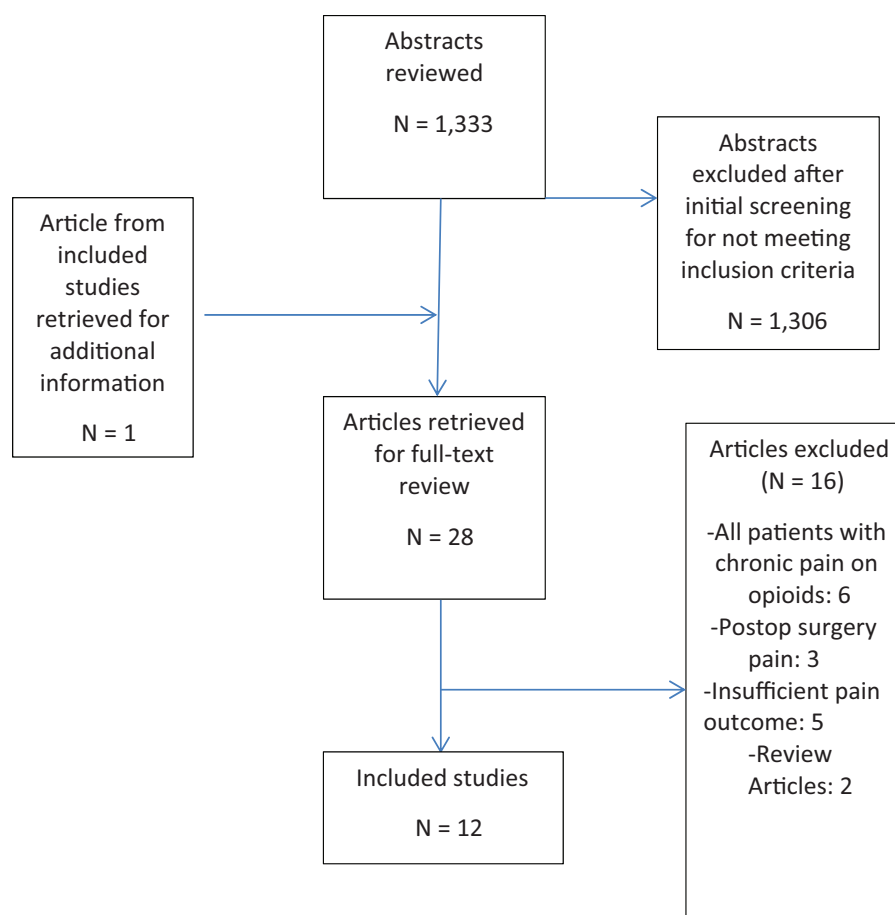 Abstracts
reviewed
N = 1,333
Abstracts
excluded after
initial screening
for not meeting
inclusion criteria
N = 1,306
Article from
included
studies
retrieved for
additional
information
N = 1
Articles retrieved
for full-text
review
N = 28
Articles excluded
(N = 16)
-All patients with
chronic pain on
opioids: 6
-Postop surgery
pain: 3
-Insufficient pain
outcome: 5
-Review
Articles: 2
Included studies
N = 12